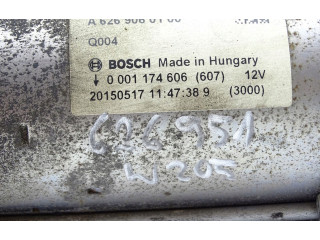 A 626 906 01 00
Q004
BOSCH Made in Hungary
0 001 174 606 (607) 12V
20150517 11:47:38 9 (3000)
626951
W205